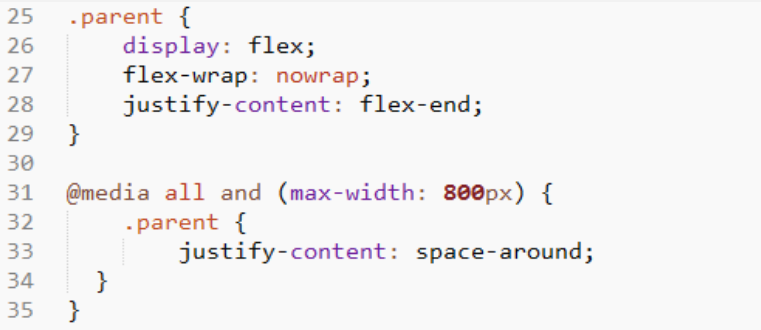 25 .parent {
26 display: flex;
27 flex-wrap: nowrap;
28 justify-content: flex-end;
29 }
30
31 @media all and (max-width: 800px) {
32 .parent {
33 justify-content: space-around;
34 }
35 }